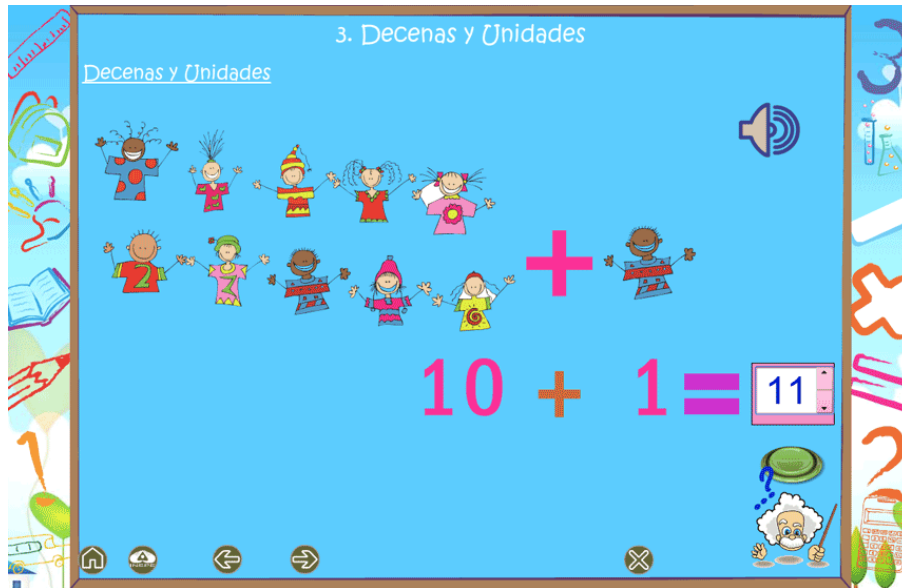 3. Decenas y Unidades
Decenas y Unidades
+
10 + 1 = 11